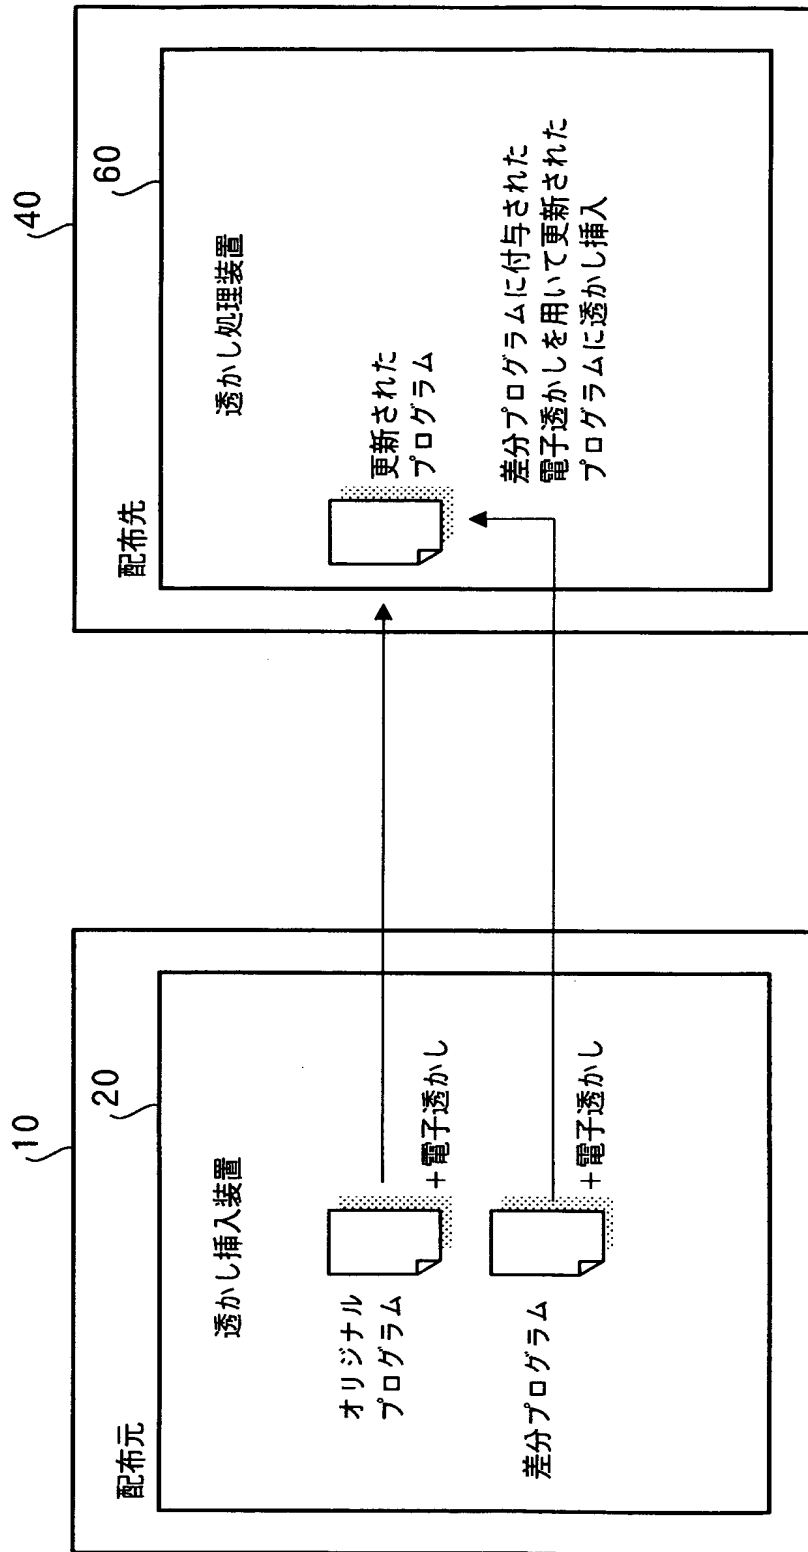 10
配布元
20
透かし挿入装置
オリジナル
プログラム
+電子透かし
差分プログラム
+電子透かし
40
配布先
60
透かし処理装置
更新された
プログラム
差分プログラムに付与された
電子透かしを用いて更新された
プログラムに透かし挿入